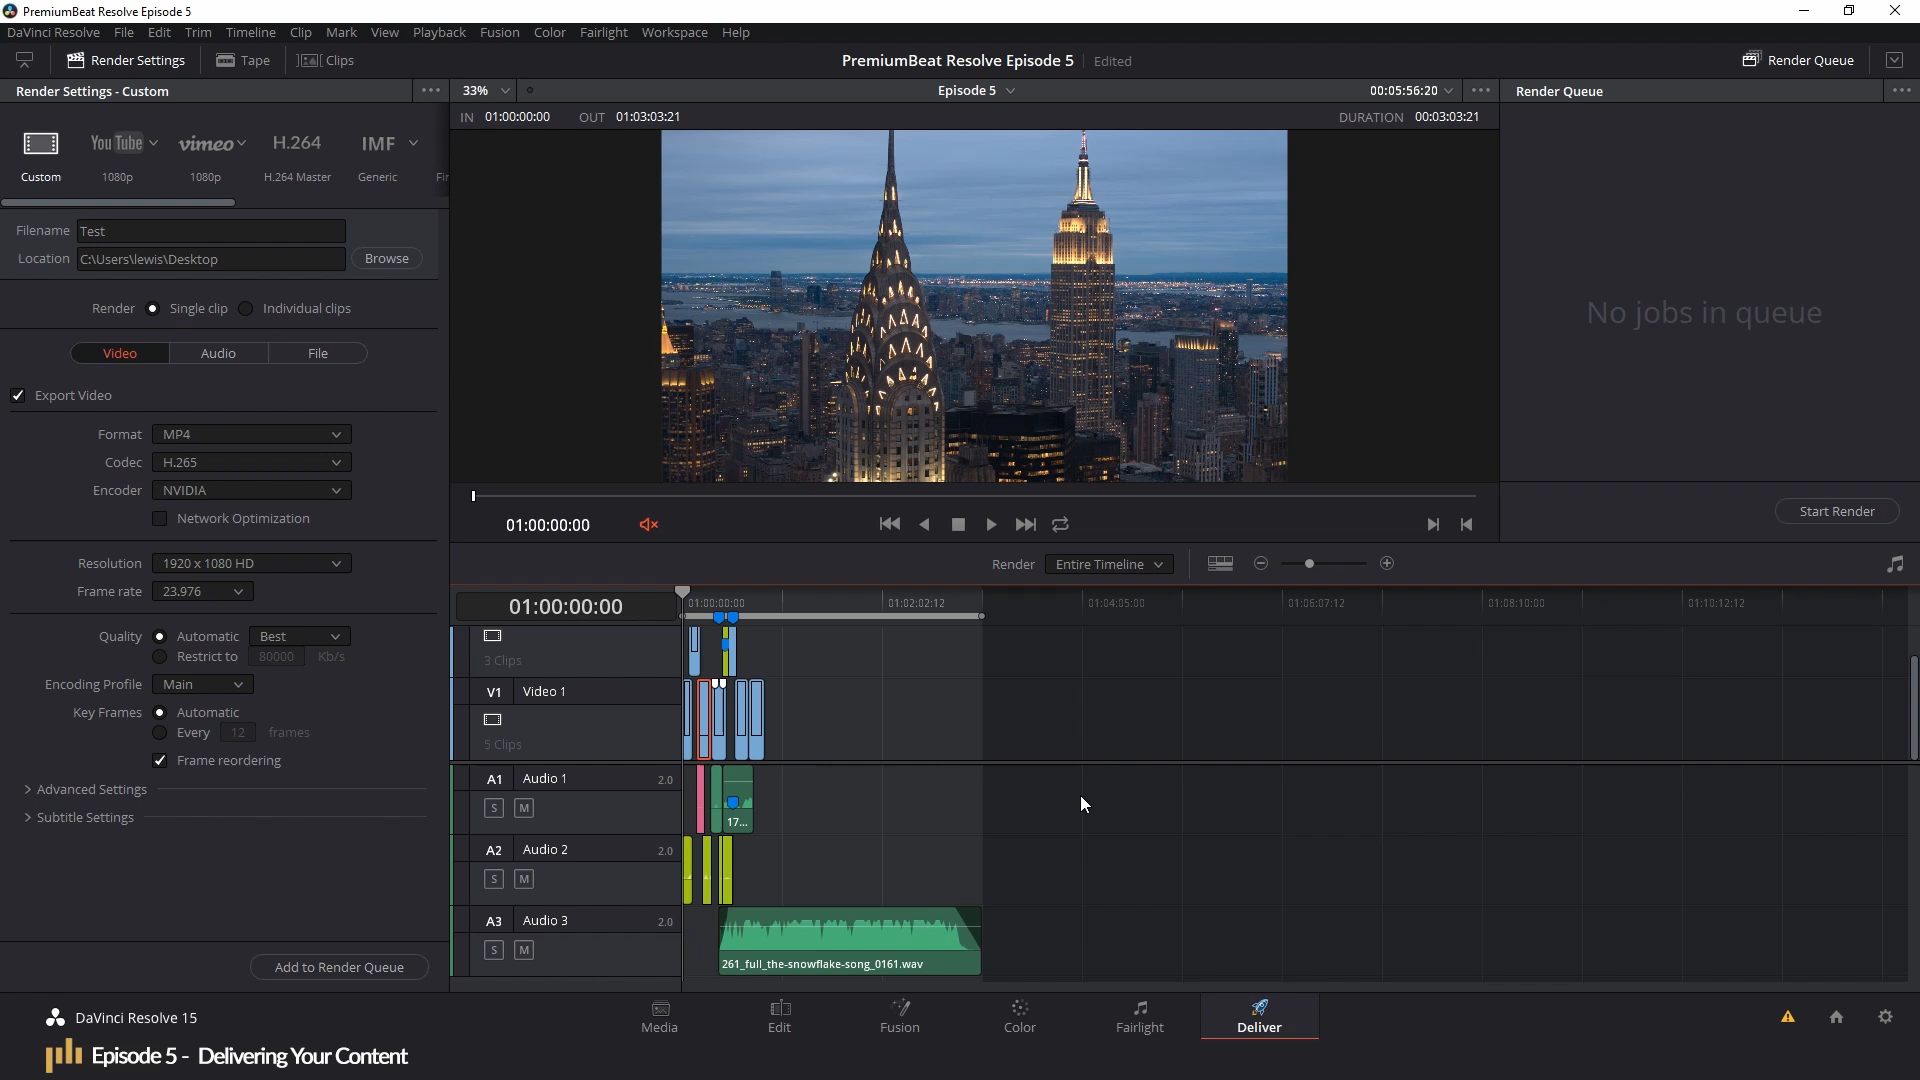 PremiumBeat Resolve Episode 5
DaVinci Resolve File Edit Trim Timeline Clip Mark View Playback Fusion Color Fairlight Workspace Help
Render Settings Tape Clips PremiumBeat Resolve Episode 5 Edited Render Queue
Render Settings - Custom 33% Episode 5 00:05:56:20 Render Queue
IN 01:00:00:00 OUT 01:03:03:21 DURATION 00:03:03:21
YouTube vimeo H.264 IMF
Custom 1080p 1080p H.264 Master Generic
Filename Test
Location C:\Users\lewis\Desktop Browse
Render Single clip Individual clips
No jobs in queue
Video Audio File
Export Video
Format MP4
Codec H.265
Encoder NVIDIA
Network Optimization
Start Render
01:00:00:00
Resolution 1920 x 1080 HD
Render Entire Timeline
Frame rate 23.976
01:00:00:00 01:00:00:00 01:02:02:12 01:04:05:00 01:06:07:12 01:08:10:00 01:10:12:12
Quality Automatic Best
Restrict to 80000 Kb/s
3 Clips
Encoding Profile Main
V1 Video 1
Key Frames Automatic
Every 12 frames
5 Clips
Frame reordering
A1 Audio 1 2.0
Advanced Settings
S M
Subtitle Settings
17...
A2 Audio 2 2.0
S M
A3 Audio 3 2.0
S M
261_full_the-snowflake-song_0161.wav
Add to Render Queue
DaVinci Resolve 15
Media Edit Fusion Color Fairlight Deliver
Episode 5 - Delivering Your Content